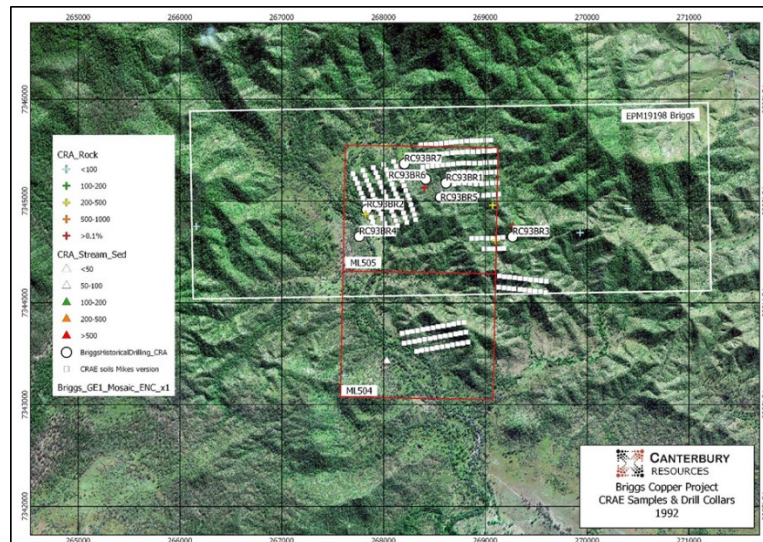 265000 266000 267000 268000 269000 270000 271000
7346000
7345000
7344000
7343000
7342000
EPM19198 Briggs
CRA_Rock
<100
100-200
200-500
500-1000
>0.1%
CRA_Stream_Sed
<50
50-100
100-200
200-500
>500
BriggsHistoricalDrilling_CRA
CRAE soils Mikes version
Briggs_GE1_Mosaic_ENC_x1
RC93BR7
RC93BR6
RC93BR1
RC93BR5
RC93BR2
RC93BR4
RC93BR3
ML505
ML504
CANTERBURY
RESOURCES
Briggs Copper Project
CRAE Samples & Drill Collars
1992
265000 266000 267000 268000 269000 270000 271000